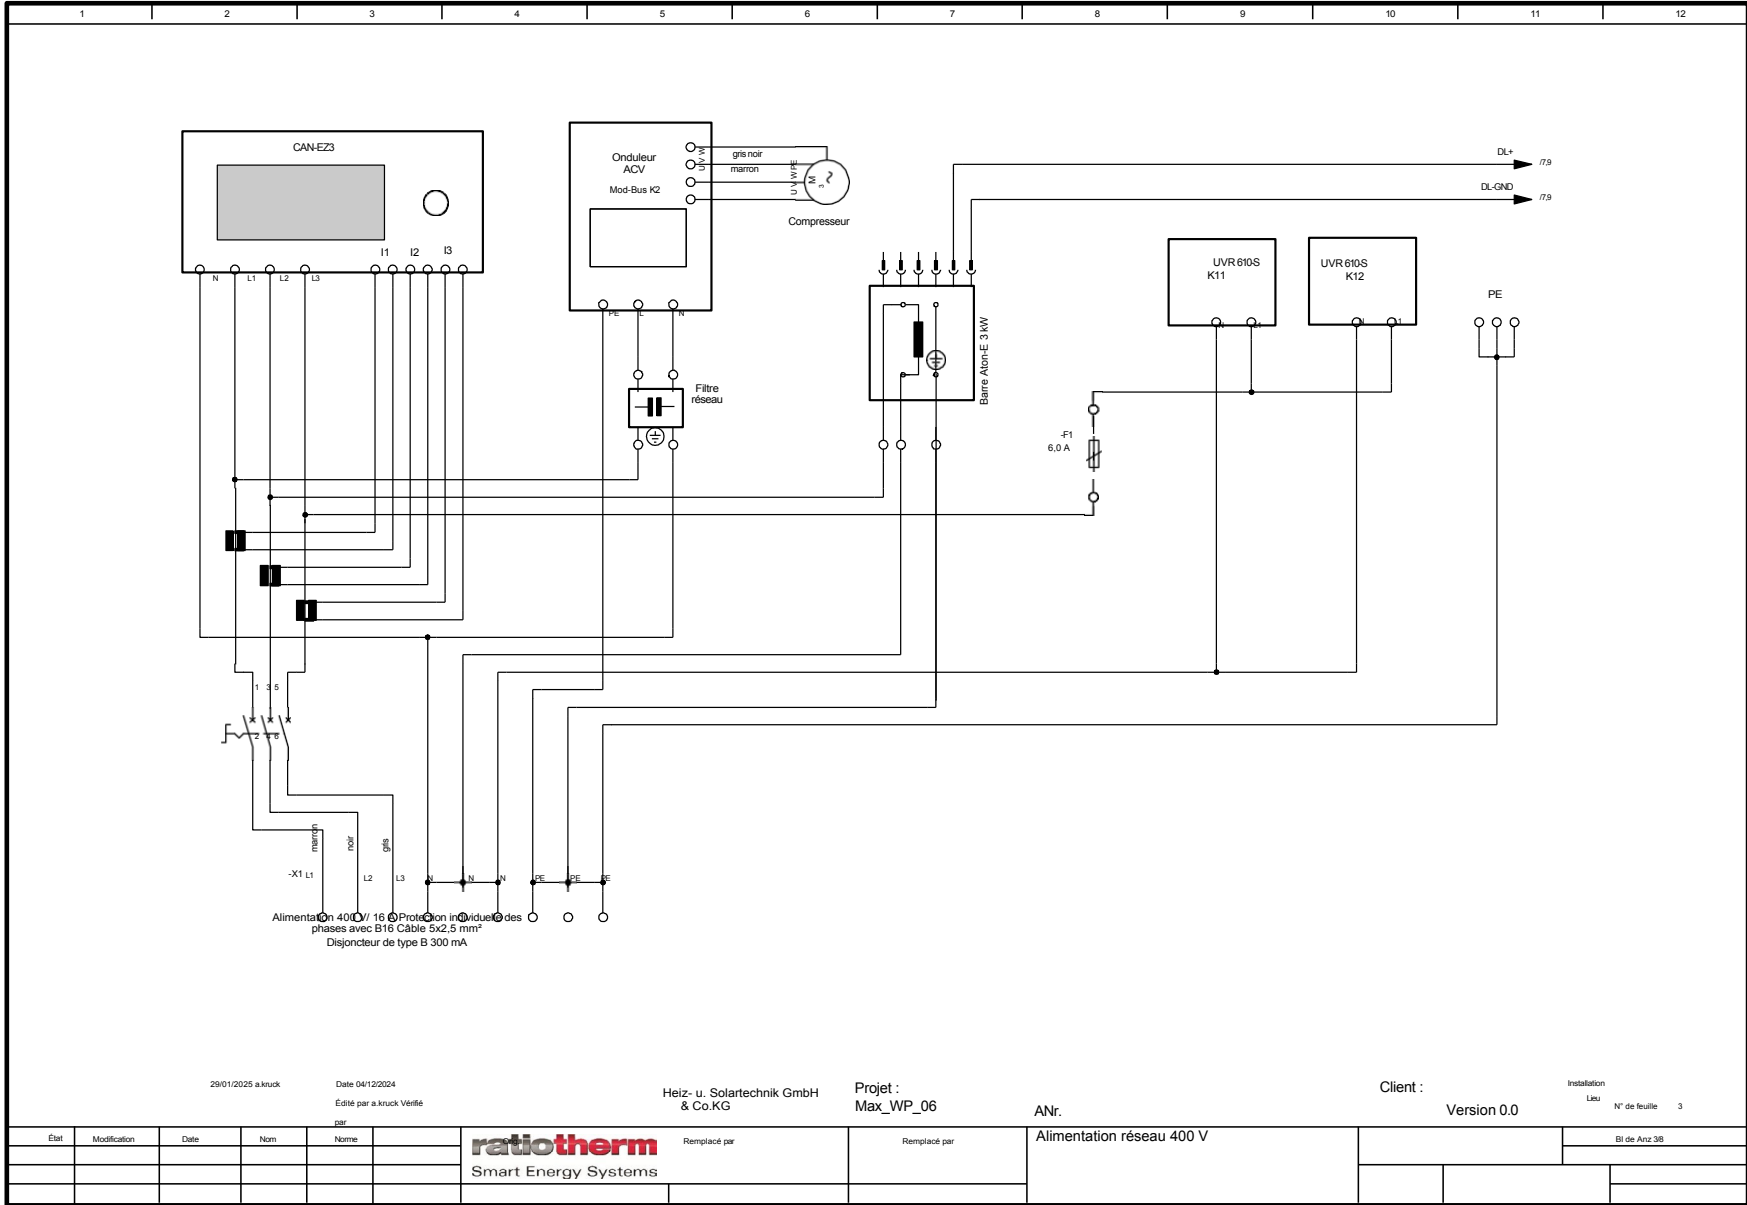 1 2 3 4 5 6 7 8 9 10 11 12
CAN-EZ3
I1 I2 I3
N L1 L2 L3
Onduleur
ACV
Mod-Bus K2
U V W
gris noir
marron
U V W PE
M
3
Compresseur
PE L N
Filtre
réseau
DL+ /7,9
DL-GND /7,9
Barre Aton-E 3 kW
UVR 610-S
K11
N L1
UVR 610-S
K12
N L1
PE
-F1
6,0 A
1 3 5
2 4 6
marron
noir
gris
-X1 L1 L2 L3 N N N PE PE PE
Alimentation 400 V/ 16 A Protection individuelle des
phases avec B16 Câble 5x2,5 mm²
Disjoncteur de type B 300 mA
29/01/2025 a.kruck
Date 04/12/2024
Édité par a.kruck Vérifié
par
Heiz- u. Solartechnik GmbH
& Co.KG
Projet :
Max_WP_06
ANr.
Client :
Version 0.0
Installation
Lieu
N° de feuille 3
État Modification Date Nom Norme
Orig.
ratiotherm
Smart Energy Systems
Remplacé par
Remplacé par
Alimentation réseau 400 V
Bl de Anz 3/8